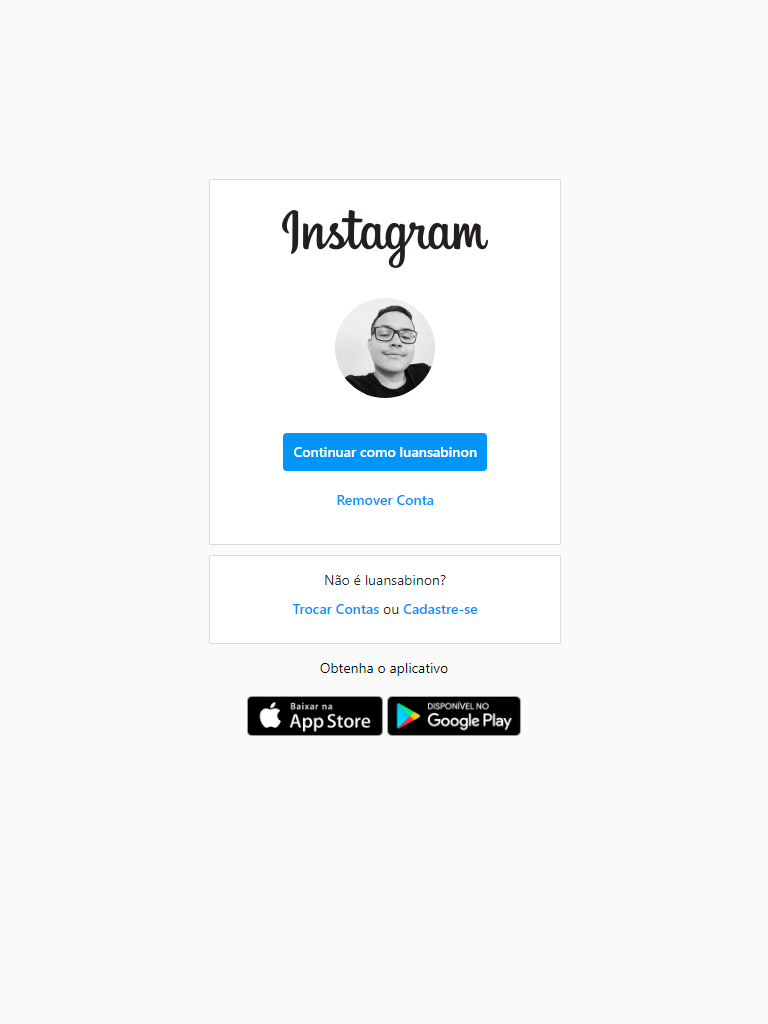 Instagram
Continuar como luansabinon
Remover Conta
Não é luansabinon?
Trocar Contas ou Cadastre-se
Obtenha o aplicativo
Baixar na
App Store
DISPONÍVEL NO
Google Play